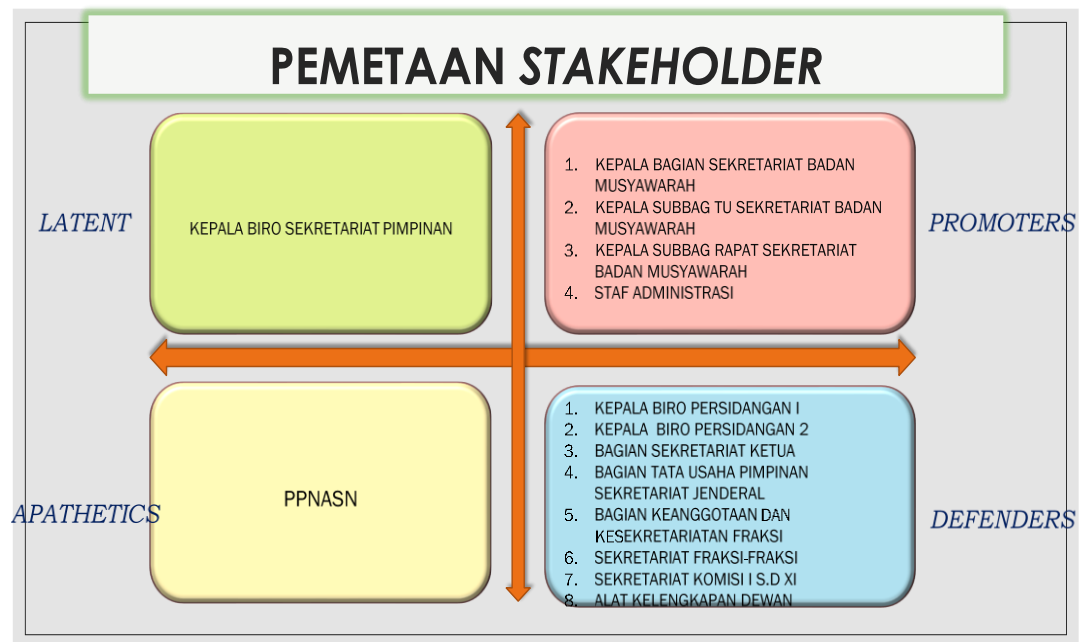 PEMETAAN STAKEHOLDER
LATENT
KEPALA BIRO SEKRETARIAT PIMPINAN
1. KEPALA BAGIAN SEKRETARIAT BADAN
MUSYAWARAH
2. KEPALA SUBBAG TU SEKRETARIAT BADAN
MUSYAWARAH
3. KEPALA SUBBAG RAPAT SEKRETARIAT
BADAN MUSYAWARAH
4. STAF ADMINISTRASI
PROMOTERS
APATHETICS
PPNASN
1. KEPALA BIRO PERSIDANGAN I
2. KEPALA BIRO PERSIDANGAN 2
3. BAGIAN SEKRETARIAT KETUA
4. BAGIAN TATA USAHA PIMPINAN
SEKRETARIAT JENDERAL
5. BAGIAN KEANGGOTAAN DAN
KESEKRETARIATAN FRAKSI
6. SEKRETARIAT FRAKSI-FRAKSI
7. SEKRETARIAT KOMISI I S.D XI
8. ALAT KELENGKAPAN DEWAN
DEFENDERS